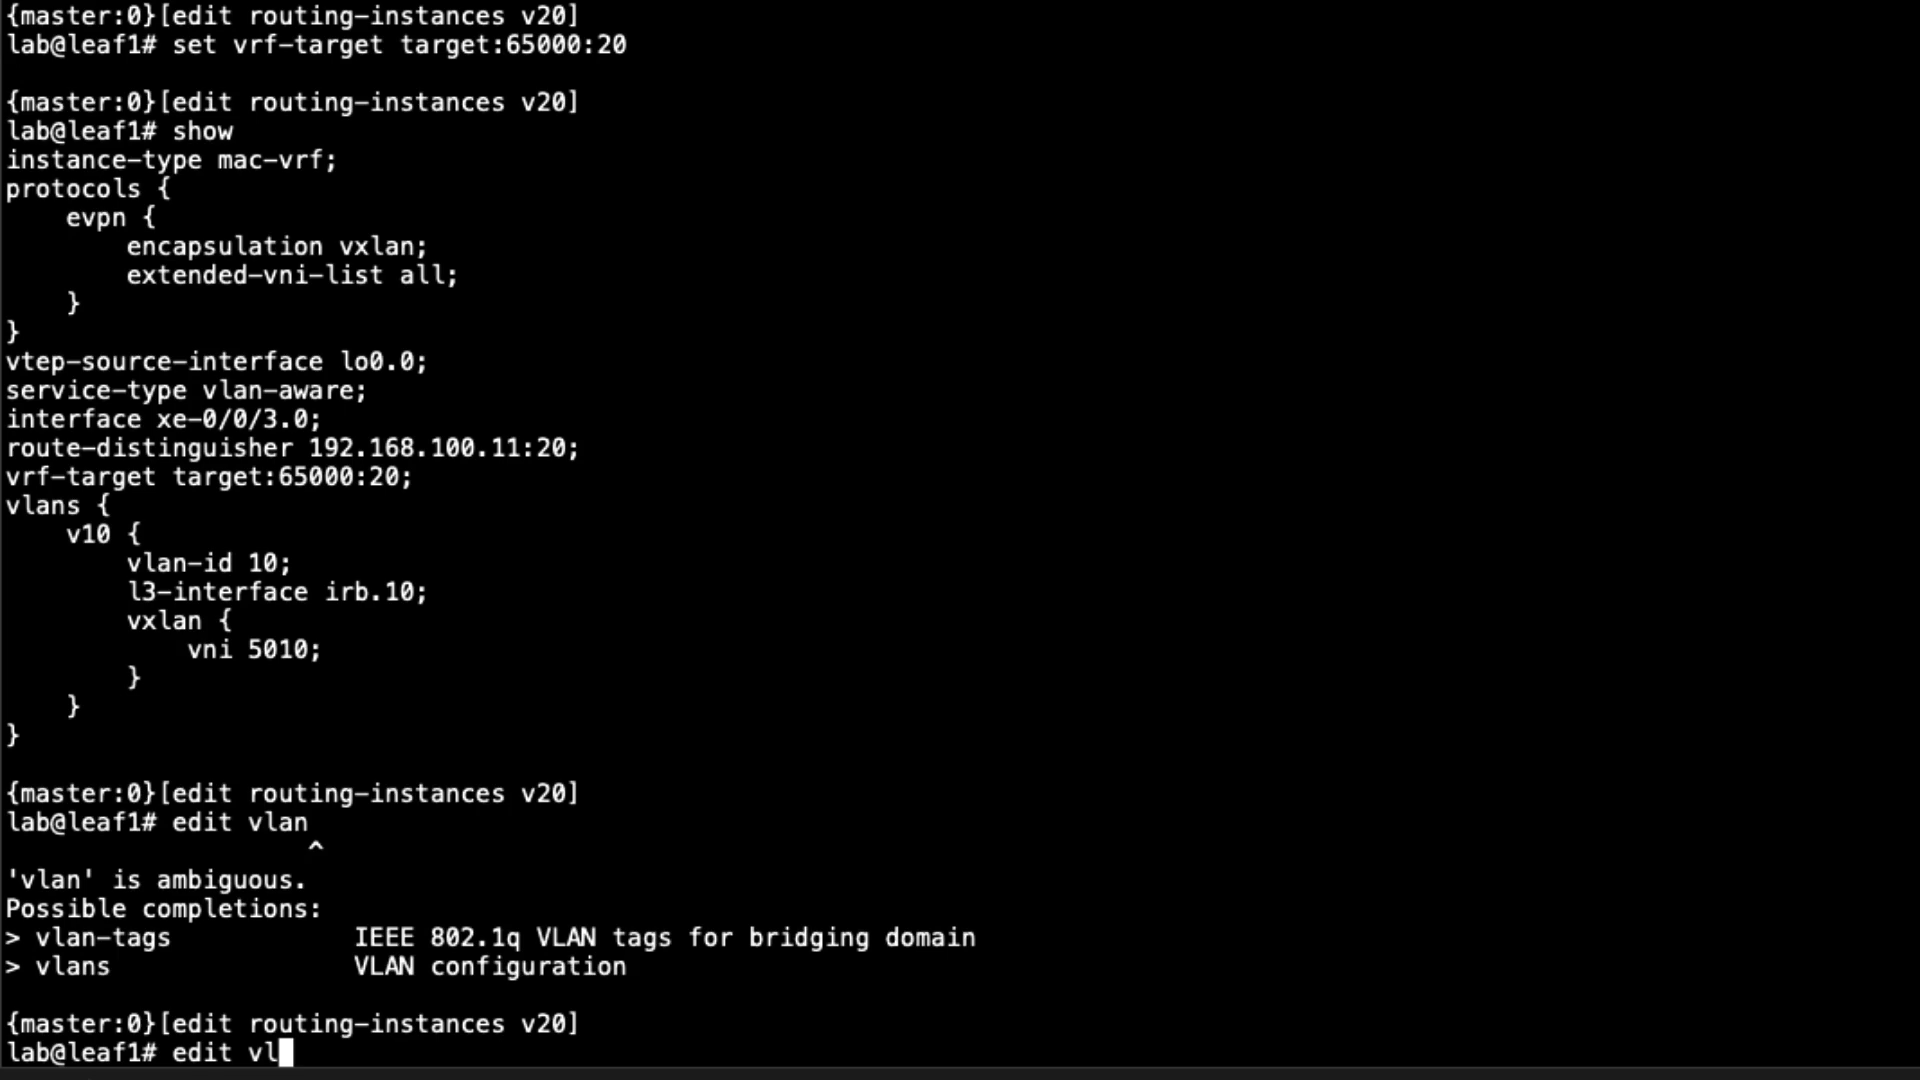 {master:0}[edit routing-instances v20]
lab@leaf1# set vrf-target target:65000:20
{master:0}[edit routing-instances v20]
lab@leaf1# show
instance-type mac-vrf;
protocols {
    evpn {
        encapsulation vxlan;
        extended-vni-list all;
    }
}
vtep-source-interface lo0.0;
service-type vlan-aware;
interface xe-0/0/3.0;
route-distinguisher 192.168.100.11:20;
vrf-target target:65000:20;
vlans {
    v10 {
        vlan-id 10;
        l3-interface irb.10;
        vxlan {
            vni 5010;
        }
    }
}
{master:0}[edit routing-instances v20]
lab@leaf1# edit vlan
                    ^
'vlan' is ambiguous.
Possible completions:
> vlan-tags            IEEE 802.1q VLAN tags for bridging domain
> vlans                VLAN configuration
{master:0}[edit routing-instances v20]
lab@leaf1# edit vl